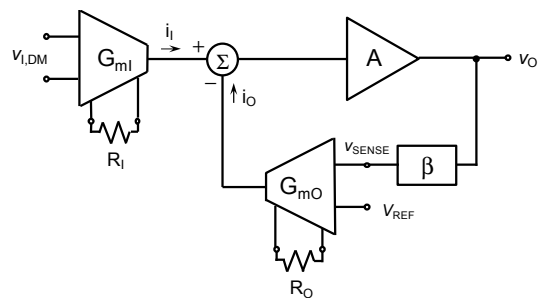 i_I
v_I,DM
G_mI
+
Σ
−
i_O
A
v_O
R_I
v_SENSE
β
G_mO
V_REF
R_O